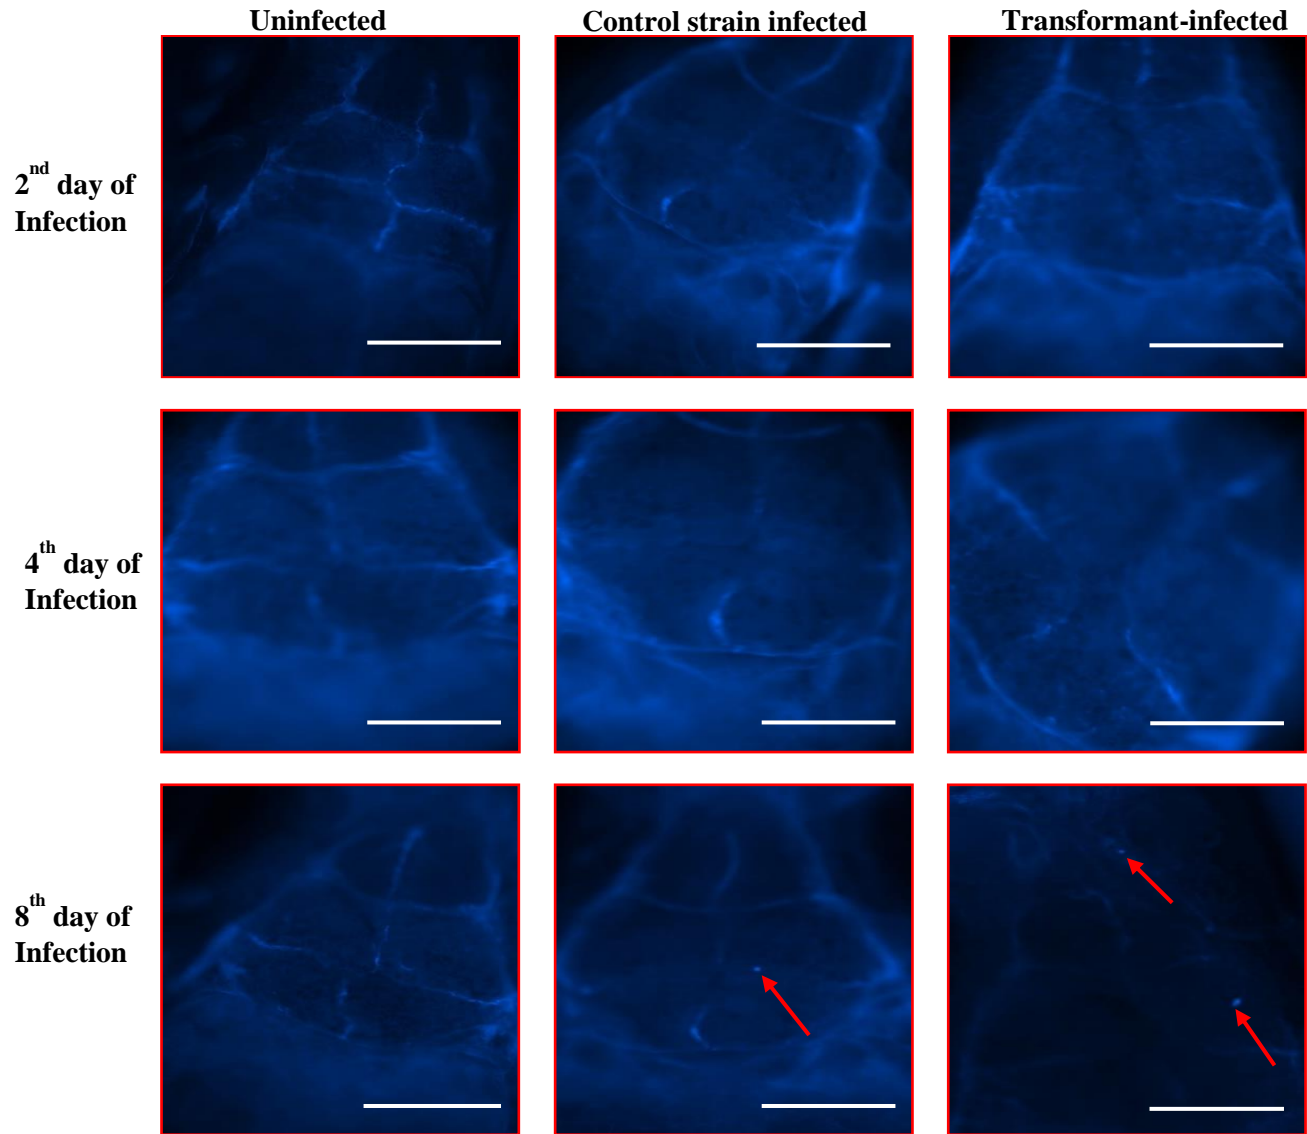 Uninfected
Control strain infected
Transformant-infected
2nd day of
Infection
4th day of
Infection
8th day of
Infection